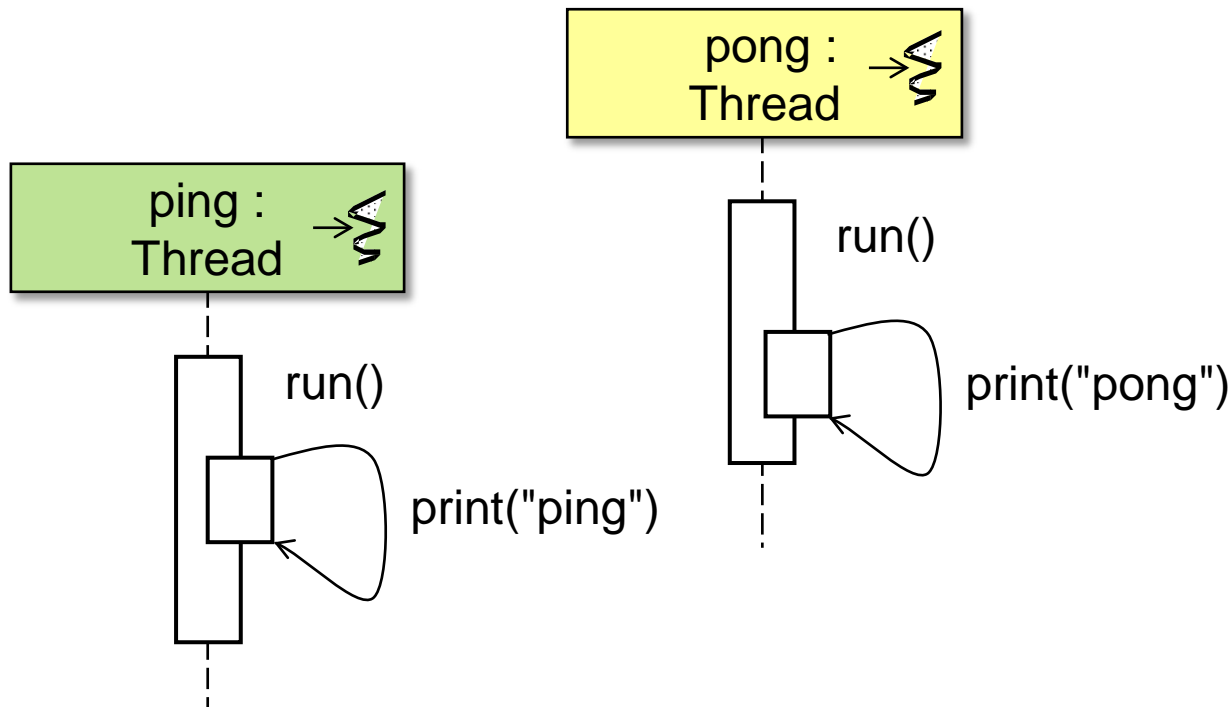 pong :
Thread
run()
print("pong")
ping :
Thread
run()
print("ping")